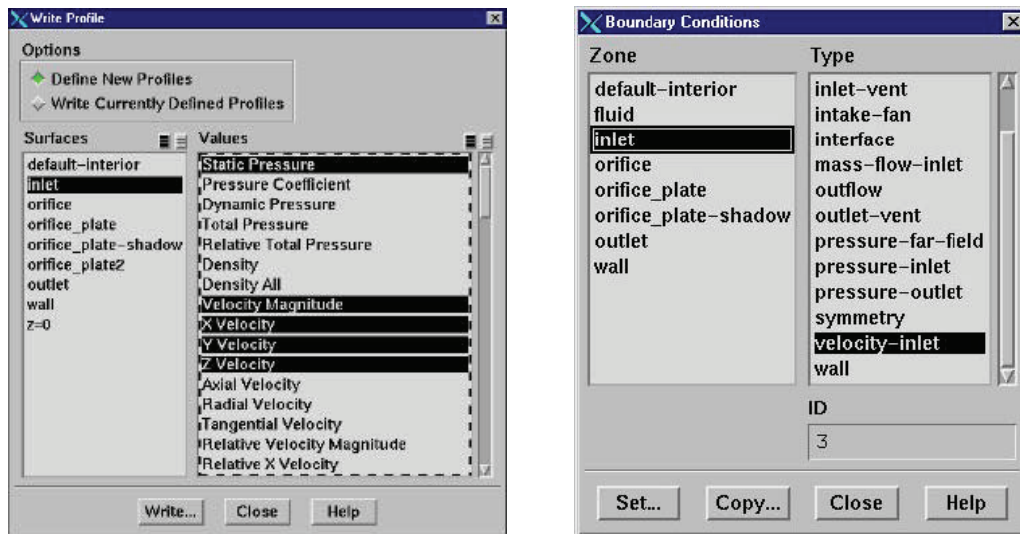 Write Profile
Options
Define New Profiles
Write Currently Defined Profiles
Surfaces
default-interior
inlet
orifice
orifice_plate
orifice_plate-shadow
orifice_plate2
outlet
wall
z=0
Values
Static Pressure
Pressure Coefficient
Dynamic Pressure
Total Pressure
Relative Total Pressure
Density
Density All
Velocity Magnitude
X Velocity
Y Velocity
Z Velocity
Axial Velocity
Radial Velocity
Tangential Velocity
Relative Velocity Magnitude
Relative X Velocity
Write...
Close
Help
Boundary Conditions
Zone
default-interior
fluid
inlet
orifice
orifice_plate
orifice_plate-shadow
outlet
wall
Type
inlet-vent
intake-fan
interface
mass-flow-inlet
outflow
outlet-vent
pressure-far-field
pressure-inlet
pressure-outlet
symmetry
velocity-inlet
wall
ID
3
Set...
Copy...
Close
Help